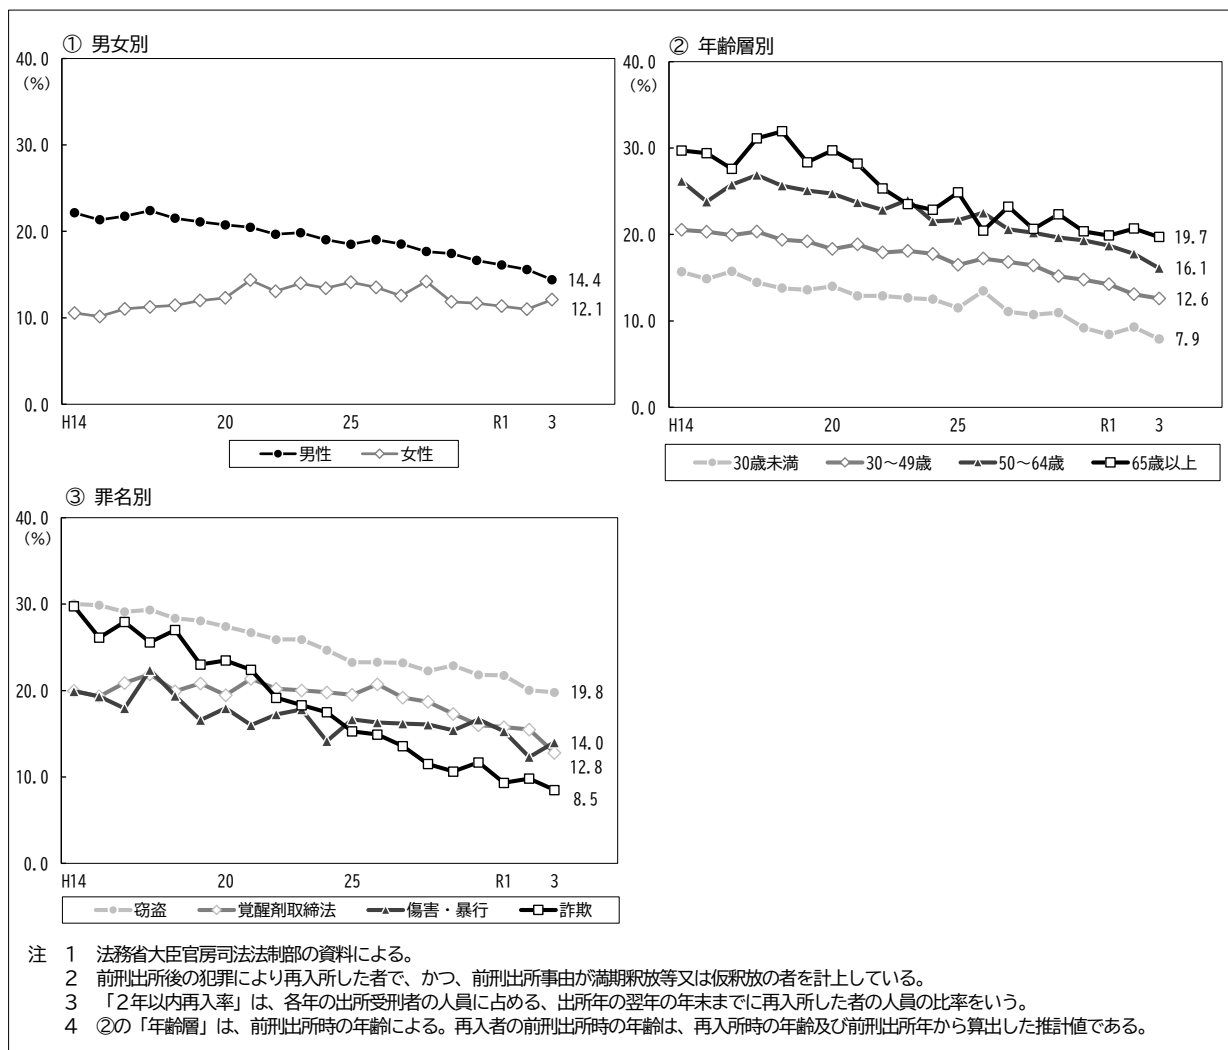 ① 男女別
40.0
(%)
30.0
20.0
10.0
0.0
14.4
12.1
H14 20 25 R1 3
男性 女性
② 年齢層別
40.0
(%)
30.0
20.0
10.0
0.0
19.7
16.1
12.6
7.9
H14 20 25 R1 3
30歳未満 30～49歳 50～64歳 65歳以上
③ 罪名別
40.0
(%)
30.0
20.0
10.0
0.0
19.8
14.0
12.8
8.5
H14 20 25 R1 3
窃盗 覚醒剤取締法 傷害・暴行 詐欺
注 1 法務省大臣官房司法法制部の資料による。
2 前刑出所後の犯罪により再入所した者で、かつ、前刑出所事由が満期釈放等又は仮釈放の者を計上している。
3 「２年以内再入率」は、各年の出所受刑者の人員に占める、出所年の翌年の年末までに再入所した者の人員の比率をいう。
4 ②の「年齢層」は、前刑出所時の年齢による。再入者の前刑出所時の年齢は、再入所時の年齢及び前刑出所年から算出した推計値である。